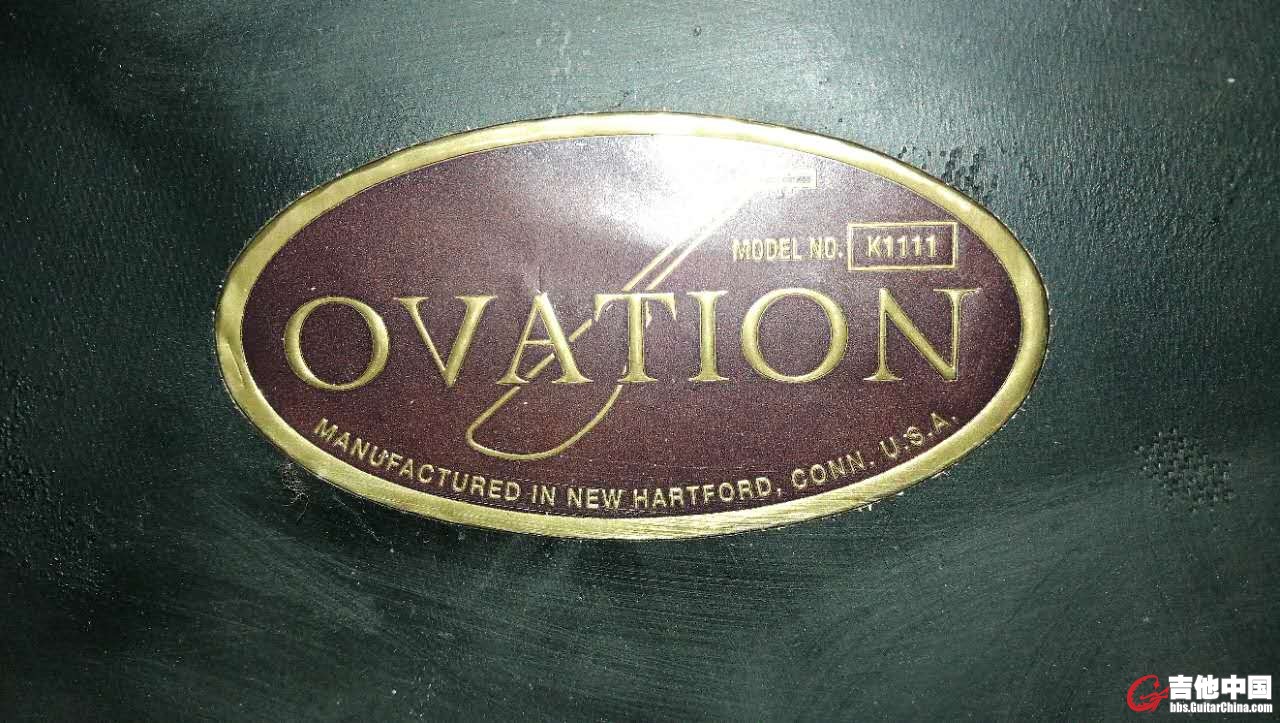 MODEL NO. K1111
OVATION
MANUFACTURED IN NEW HARTFORD, CONN. U.S.A.
吉他中国
bbs.GuitarChina.com